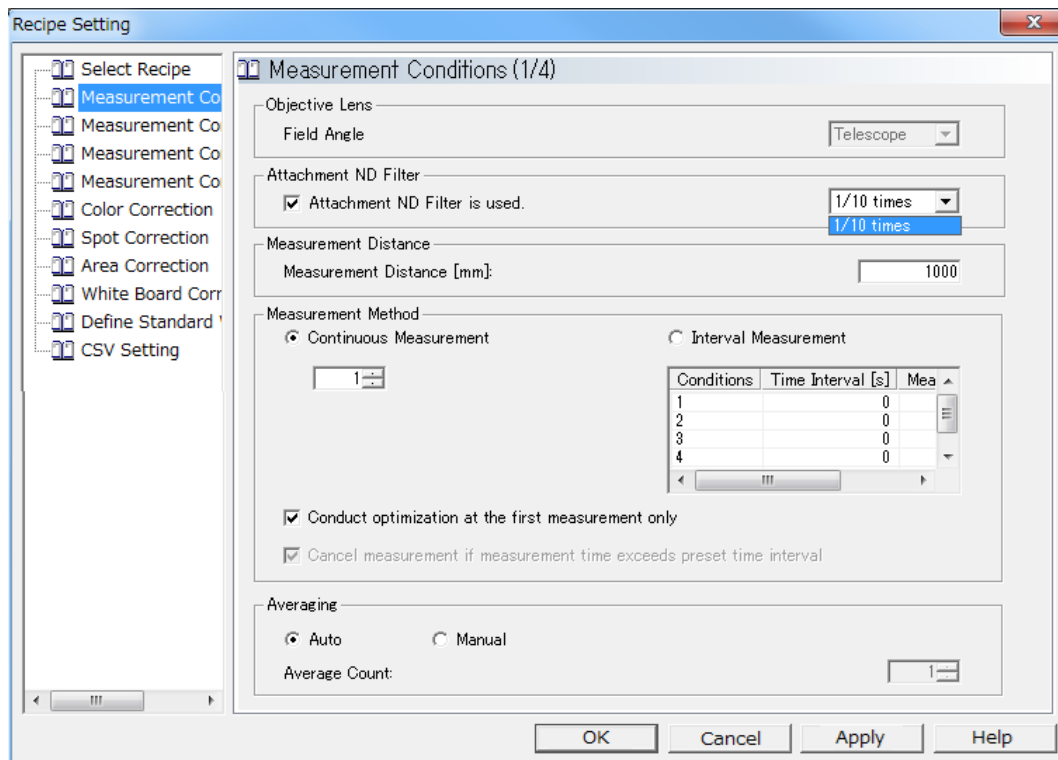 Recipe Setting
Select Recipe
Measurement Co
Measurement Co
Measurement Co
Measurement Co
Color Correction
Spot Correction
Area Correction
White Board Corr
Define Standard
CSV Setting
Measurement Conditions (1/4)
Objective Lens
Field Angle Telescope
Attachment ND Filter
Attachment ND Filter is used. 1/10 times
1/10 times
Measurement Distance
Measurement Distance [mm]: 1000
Measurement Method
Continuous Measurement Interval Measurement
1
Conditions Time Interval [s] Mea
1 0
2 0
3 0
4 0
Conduct optimization at the first measurement only
Cancel measurement if measurement time exceeds preset time interval
Averaging
Auto Manual
Average Count: 1
OK Cancel Apply Help